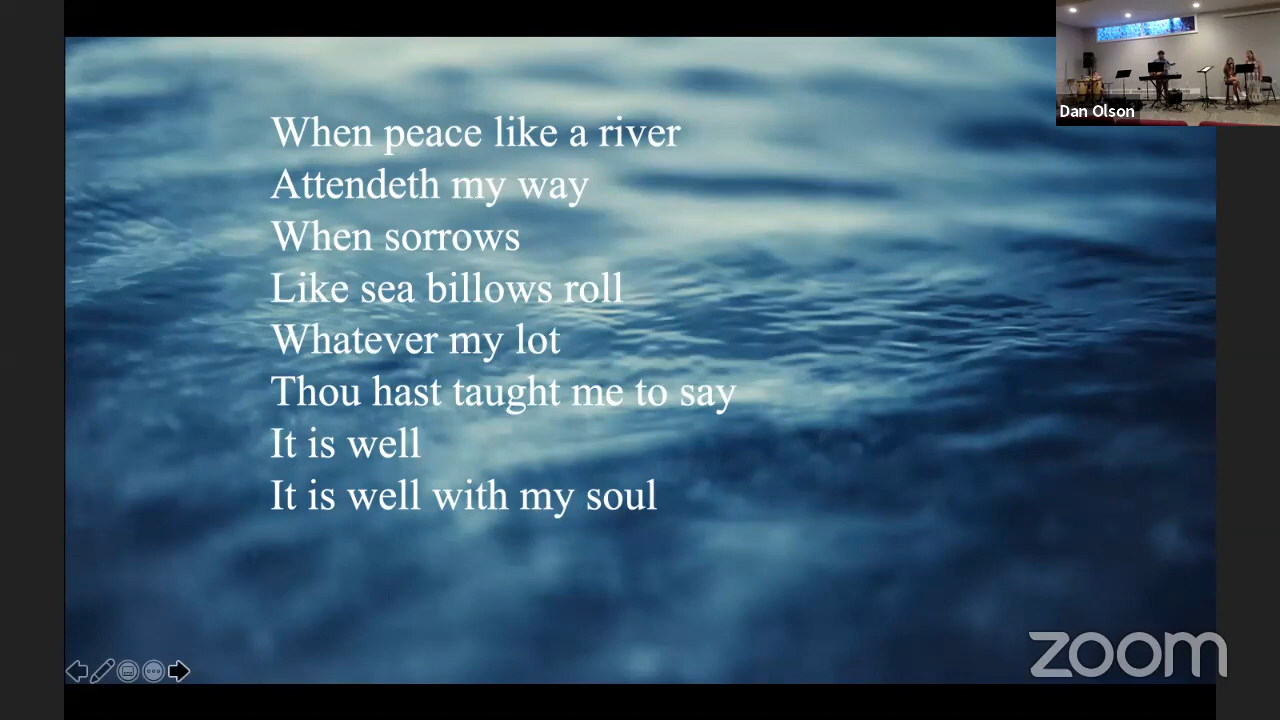 When peace like a river
Attendeth my way
When sorrows
Like sea billows roll
Whatever my lot
Thou hast taught me to say
It is well
It is well with my soul
Dan Olson
zoom